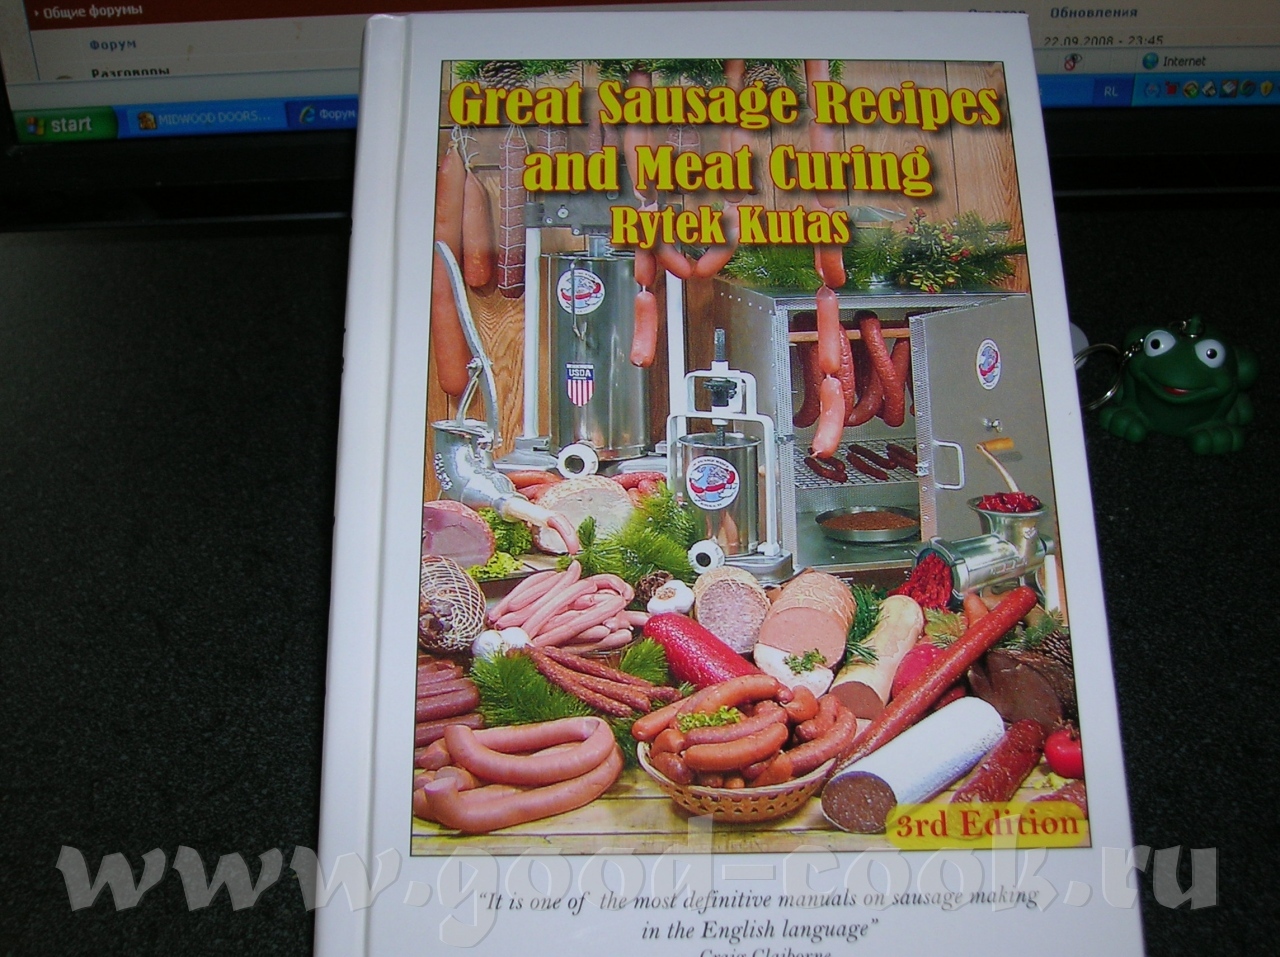 Общие форумы
Форум
Разговоры
Обновления
22.09.2008 - 23:45
Internet
RL
start
MIDWOOD DOORS...
Форум
Great Sausage Recipes
and Meat Curing
Rytek Kutas
USDA
3rd Edition
www.good-cook.ru
"It is one of the most definitive manuals on sausage making
in the English language"
Craig Claiborne